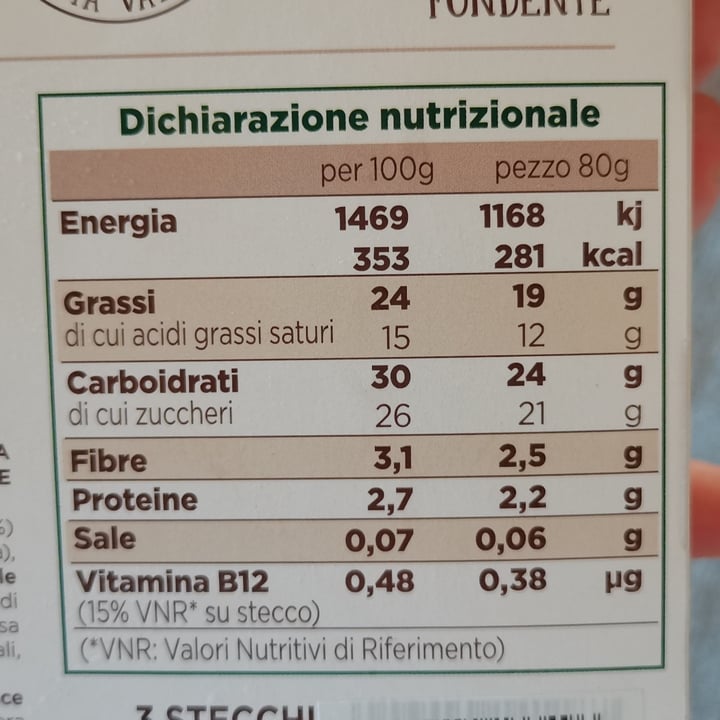 FONDENTE
Dichiarazione nutrizionale
per 100g pezzo 80g
Energia 1469 1168 kj
353 281 kcal
Grassi 24 19 g
di cui acidi grassi saturi 15 12 g
Carboidrati 30 24 g
di cui zuccheri 26 21 g
Fibre 3,1 2,5 g
Proteine 2,7 2,2 g
Sale 0,07 0,06 g
Vitamina B12 0,48 0,38 µg
(15% VNR* su stecco)
(*VNR: Valori Nutritivi di Riferimento)
3 STECCHI